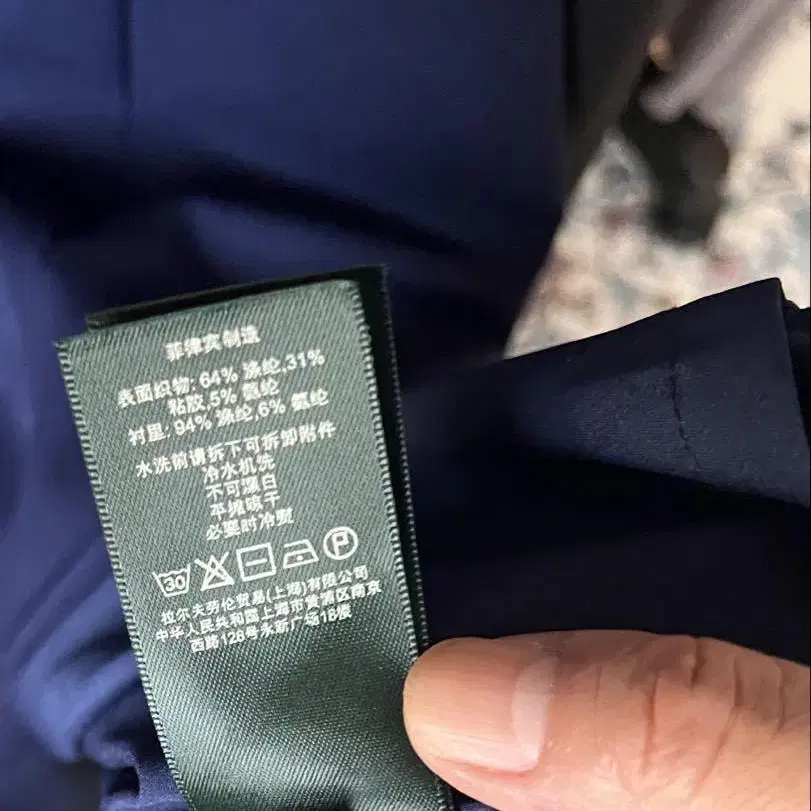 菲律宾制造
表面织物: 64% 涤纶,31%
粘胶,5% 氨纶
衬里: 94% 涤纶,6% 氨纶
水洗前请拆下可拆卸附件
冷水机洗
不可漂白
平摊晾干
必要时冷熨
30 P
拉尔夫劳伦贸易(上海)有限公司
中华人民共和国上海市黄浦区南京
西路128号永新广场18楼